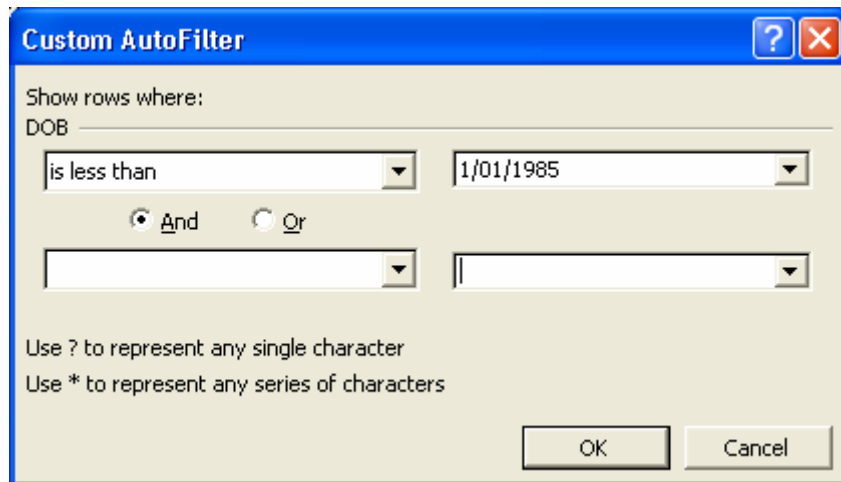 Custom AutoFilter
Show rows where:
DOB
is less than 1/01/1985
And Or
Use ? to represent any single character
Use * to represent any series of characters
OK Cancel